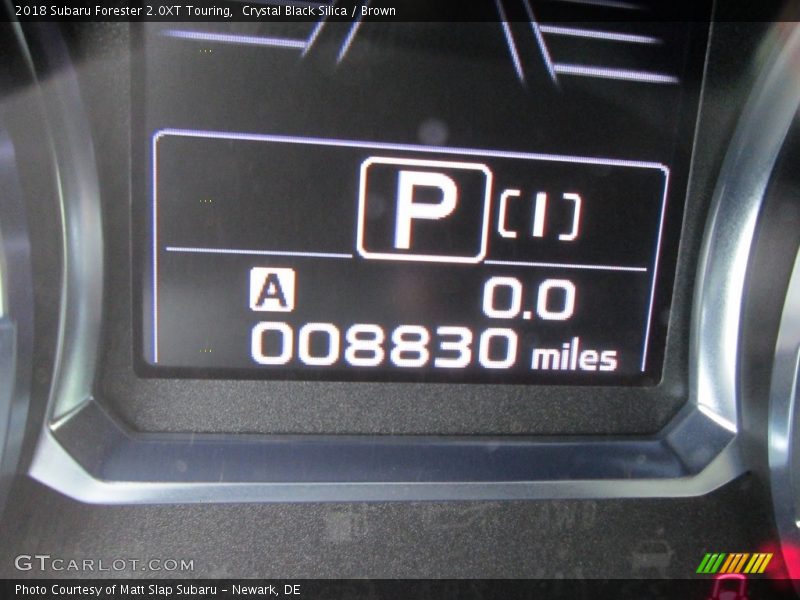 2018 Subaru Forester 2.0XT Touring,  Crystal Black Silica / Brown
P [I]
A 0.0
008830 miles
GTCARLOT.COM
Photo Courtesy of Matt Slap Subaru - Newark, DE